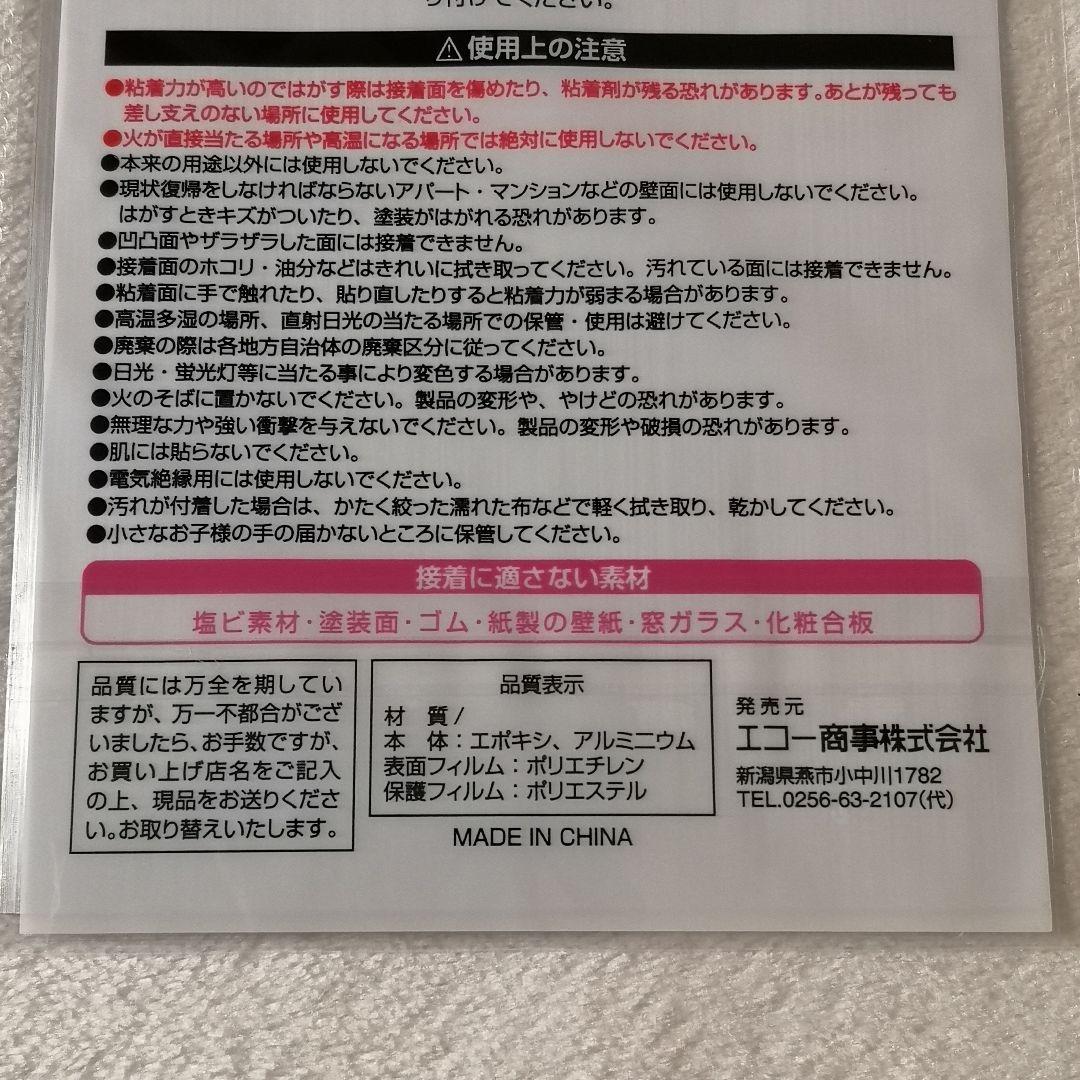 り付けてください。
⚠使用上の注意
●粘着力が高いのではがす際は接着面を傷めたり、粘着剤が残る恐れがあります。あとが残っても
差し支えのない場所に使用してください。
●火が直接当たる場所や高温になる場所では絶対に使用しないでください。
●本来の用途以外には使用しないでください。
●現状復帰をしなければならないアパート・マンションなどの壁面には使用しないでください。
はがすときキズがついたり、塗装がはがれる恐れがあります。
●凹凸面やザラザラした面には接着できません。
●接着面のホコリ・油分などはきれいに拭き取ってください。汚れている面には接着できません。
●粘着面に手で触れたり、貼り直したりすると粘着力が弱まる場合があります。
●高温多湿の場所、直射日光の当たる場所での保管・使用は避けてください。
●廃棄の際は各地方自治体の廃棄区分に従ってください。
●日光・蛍光灯等に当たる事により変色する場合があります。
●火のそばに置かないでください。製品の変形や、やけどの恐れがあります。
●無理な力や強い衝撃を与えないでください。製品の変形や破損の恐れがあります。
●肌には貼らないでください。
●電気絶縁用には使用しないでください。
●汚れが付着した場合は、かたく絞った濡れた布などで軽く拭き取り、乾かしてください。
●小さなお子様の手の届かないところに保管してください。
接着に適さない素材
塩ビ素材・塗装面・ゴム・紙製の壁紙・窓ガラス・化粧合板
品質には万全を期してい
ますが、万一不都合がござ
いましたら、お手数ですが、
お買い上げ店名をご記入
の上、現品をお送りくださ
い。お取り替えいたします。
品質表示
材 質/
本 体：エポキシ、アルミニウム
表面フィルム：ポリエチレン
保護フィルム：ポリエステル
MADE IN CHINA
発売元
エコー商事株式会社
新潟県燕市小中川1782
TEL.0256-63-2107(代)